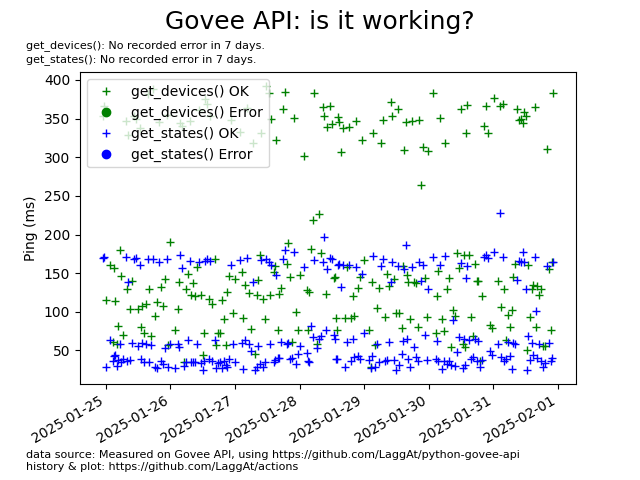 Govee API: is it working?
get_devices(): No recorded error in 7 days.
get_states(): No recorded error in 7 days.
get_devices() OK
get_devices() Error
get_states() OK
get_states() Error
400
350
300
250
200
150
100
50
Ping (ms)
2025-01-25
2025-01-26
2025-01-27
2025-01-28
2025-01-29
2025-01-30
2025-01-31
2025-02-01
data source: Measured on Govee API, using https://github.com/LaggAt/python-govee-api
history & plot: https://github.com/LaggAt/actions